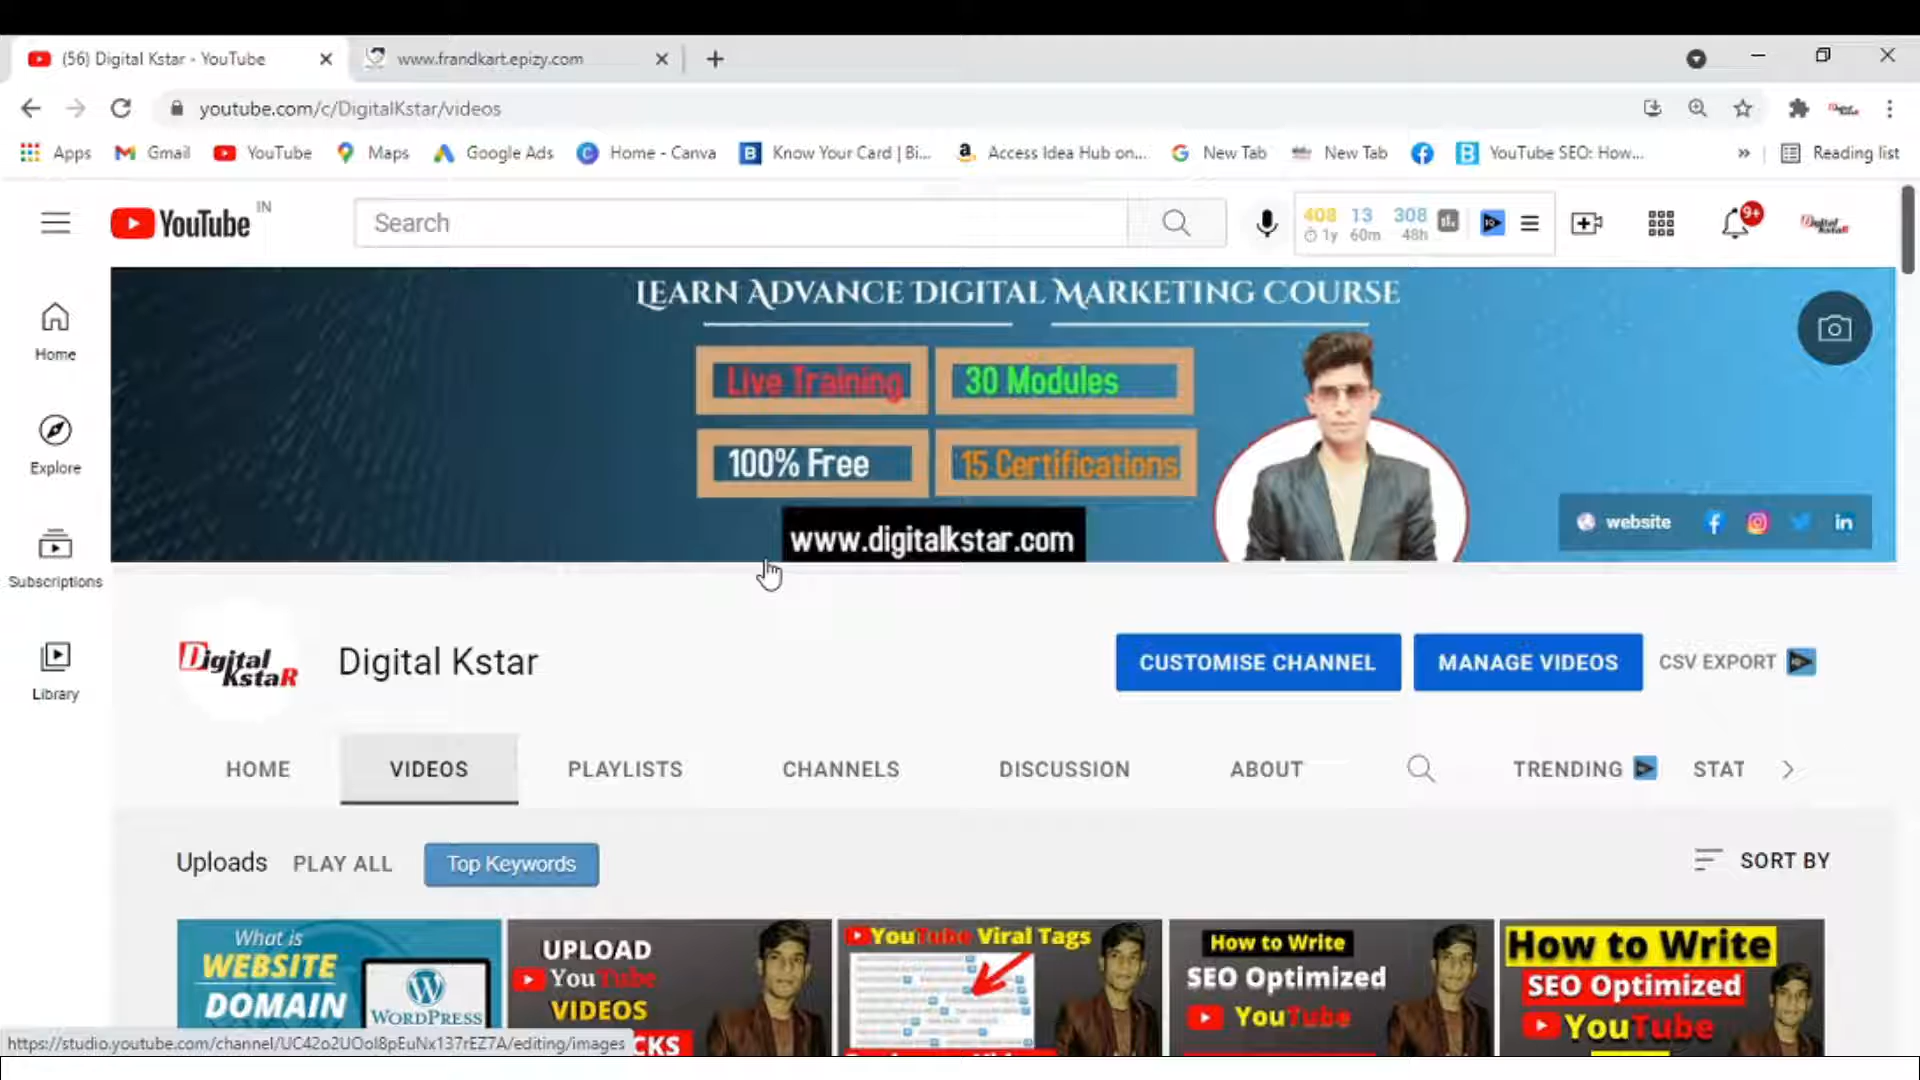 (56) Digital Kstar - YouTube
www.frandkart.epizy.com
youtube.com/c/DigitalKstar/videos
Apps
Gmail
YouTube
Maps
Google Ads
Home - Canva
Know Your Card | Bi...
Access Idea Hub on...
New Tab
New Tab
YouTube SEO: How...
»
Reading list
YouTube IN
Search
408 13 308
1y 60m 48h
9+
Digital KstaR
Home
Explore
Subscriptions
Library
LEARN ADVANCE DIGITAL MARKETING COURSE
Live Training
30 Modules
100% Free
15 Certifications
www.digitalkstar.com
website
Digital
KstaR
Digital Kstar
CUSTOMISE CHANNEL
MANAGE VIDEOS
CSV EXPORT
HOME
VIDEOS
PLAYLISTS
CHANNELS
DISCUSSION
ABOUT
TRENDING
STAT
Uploads
PLAY ALL
Top Keywords
SORT BY
What is
WEBSITE
DOMAIN
WORDPRESS
UPLOAD
YouTube
VIDEOS
CKS
YouTube Viral Tags
How to Write
SEO Optimized
YouTube
How to Write
SEO Optimized
YouTube
https://studio.youtube.com/channel/UC42o2UOol8pEuNx137rEZ7A/editing/images